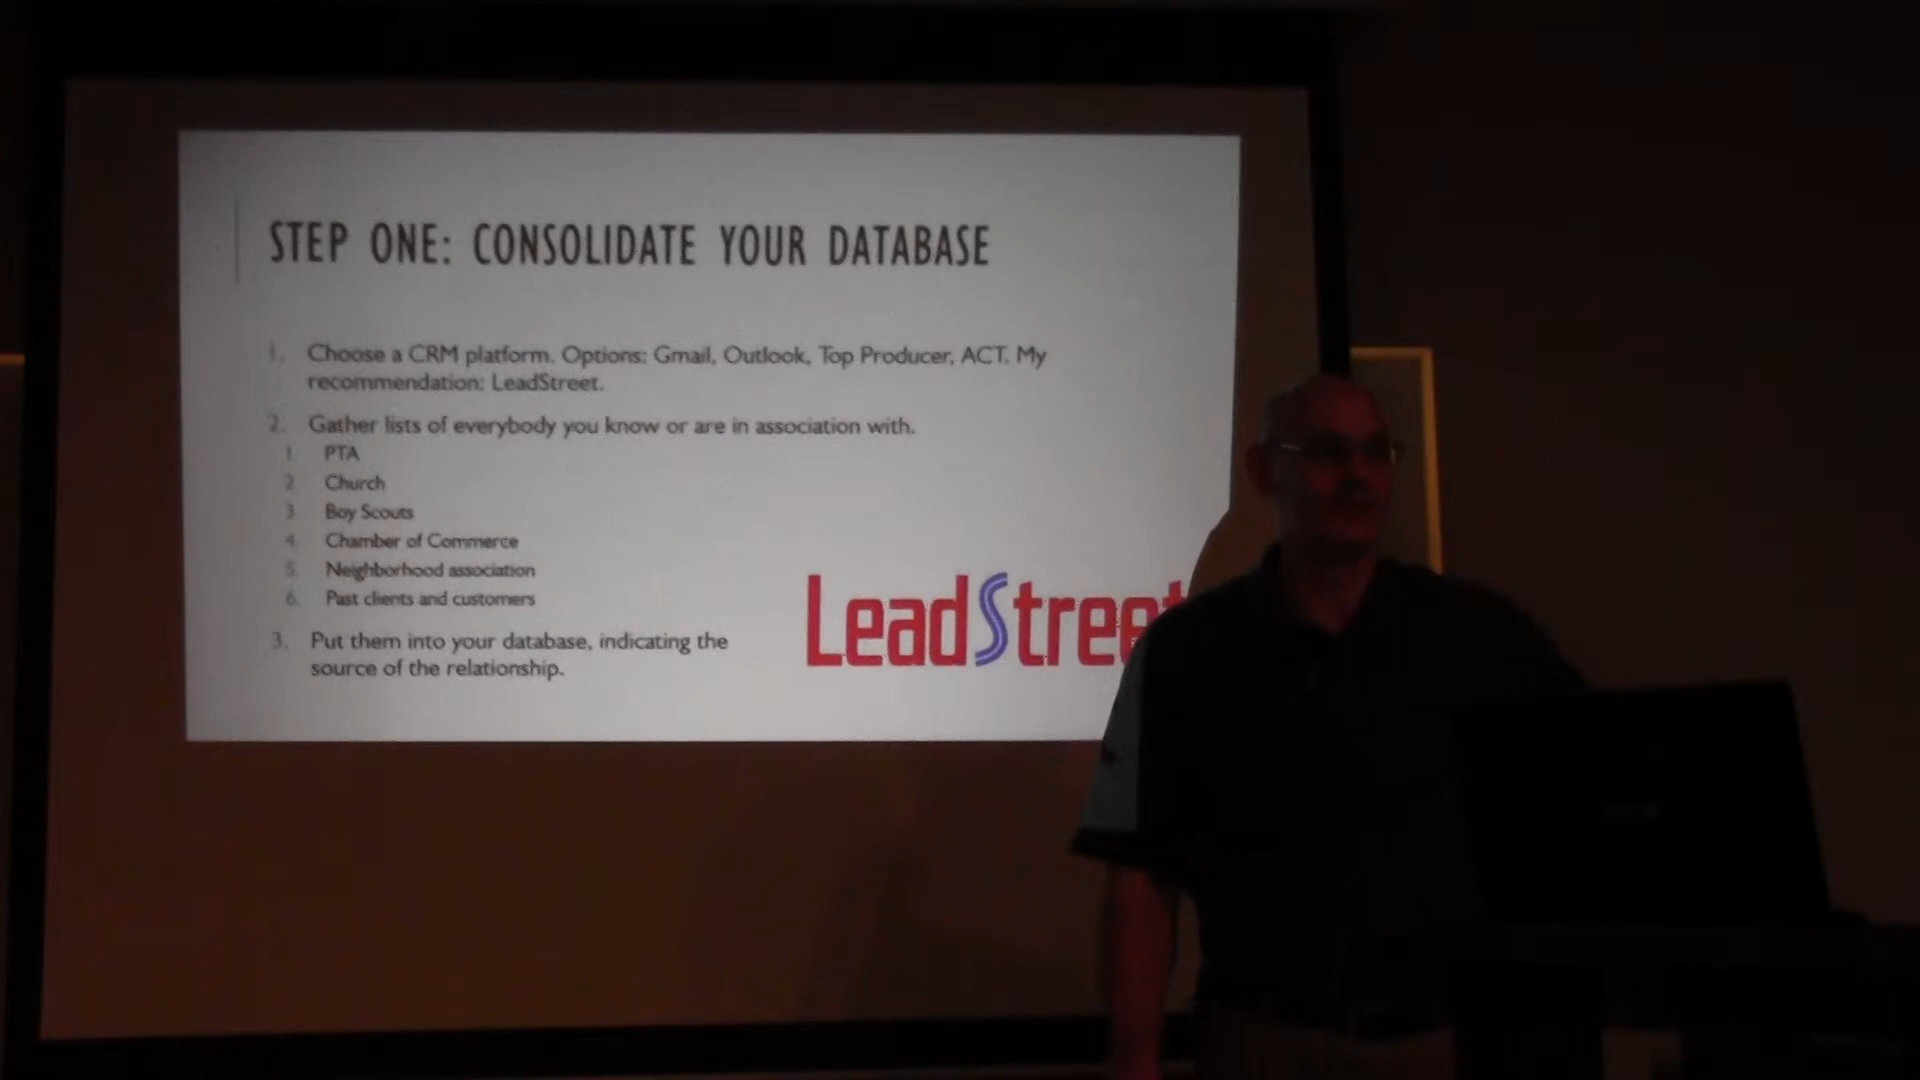 STEP ONE: CONSOLIDATE YOUR DATABASE
1. Choose a CRM platform. Options: Gmail, Outlook, Top Producer, ACT. My
recommendation: LeadStreet.
2. Gather lists of everybody you know or are in association with.
1. PTA
2. Church
3. Boy Scouts
4. Chamber of Commerce
5. Neighborhood association
6. Past clients and customers
3. Put them into your database, indicating the
source of the relationship.
LeadStreet